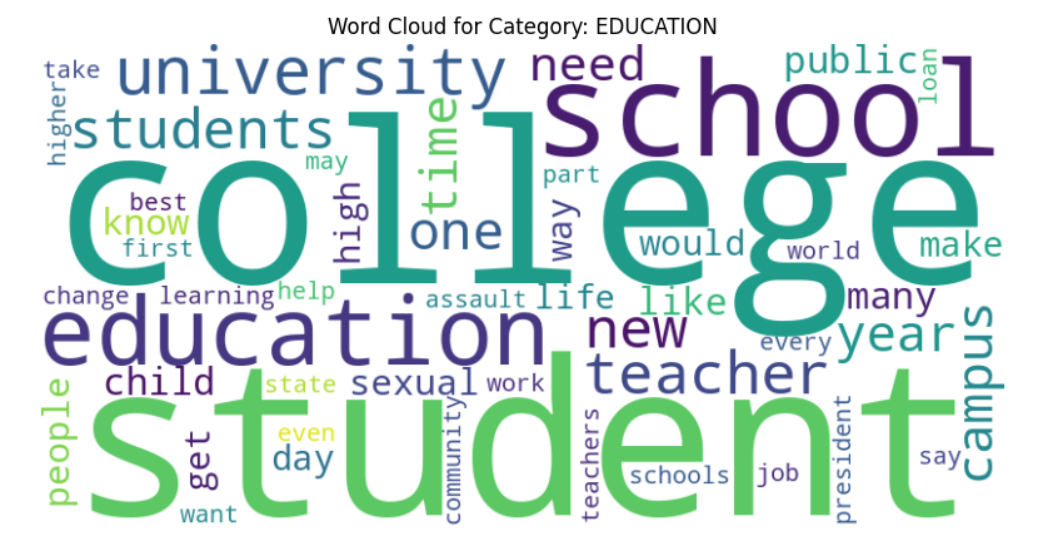 Word Cloud for Category: EDUCATION
take
university
need
public
loan
school
higher
students
time
college
may
high
part
way
best
know
first
one
would
world
make
change
learning
help
assault
life
like
many
education
new
every
year
campus
teacher
child
state
sexual
work
student
people
get
even
day
community
teachers
schools
job
president
say
want